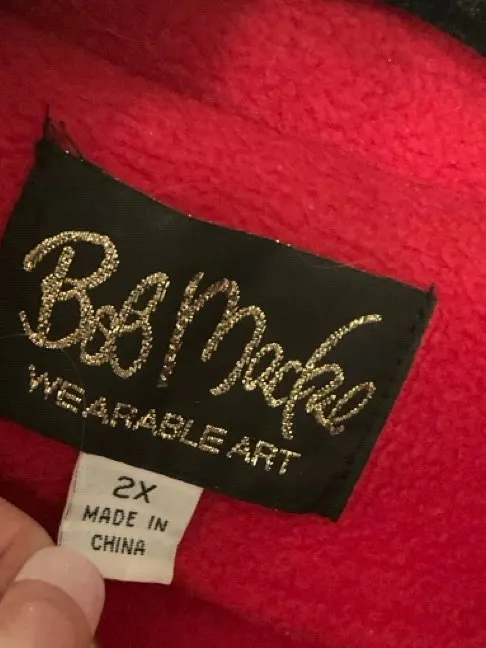 Bob Mackie
WEARABLE ART
2X
MADE IN
CHINA